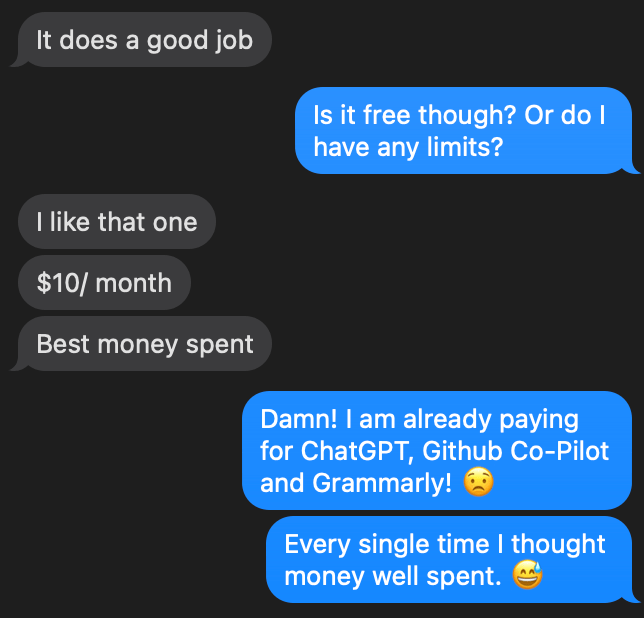 It does a good job
Is it free though? Or do I
have any limits?
I like that one
$10/ month
Best money spent
Damn! I am already paying
for ChatGPT, Github Co-Pilot
and Grammarly! 😟
Every single time I thought
money well spent. 😅